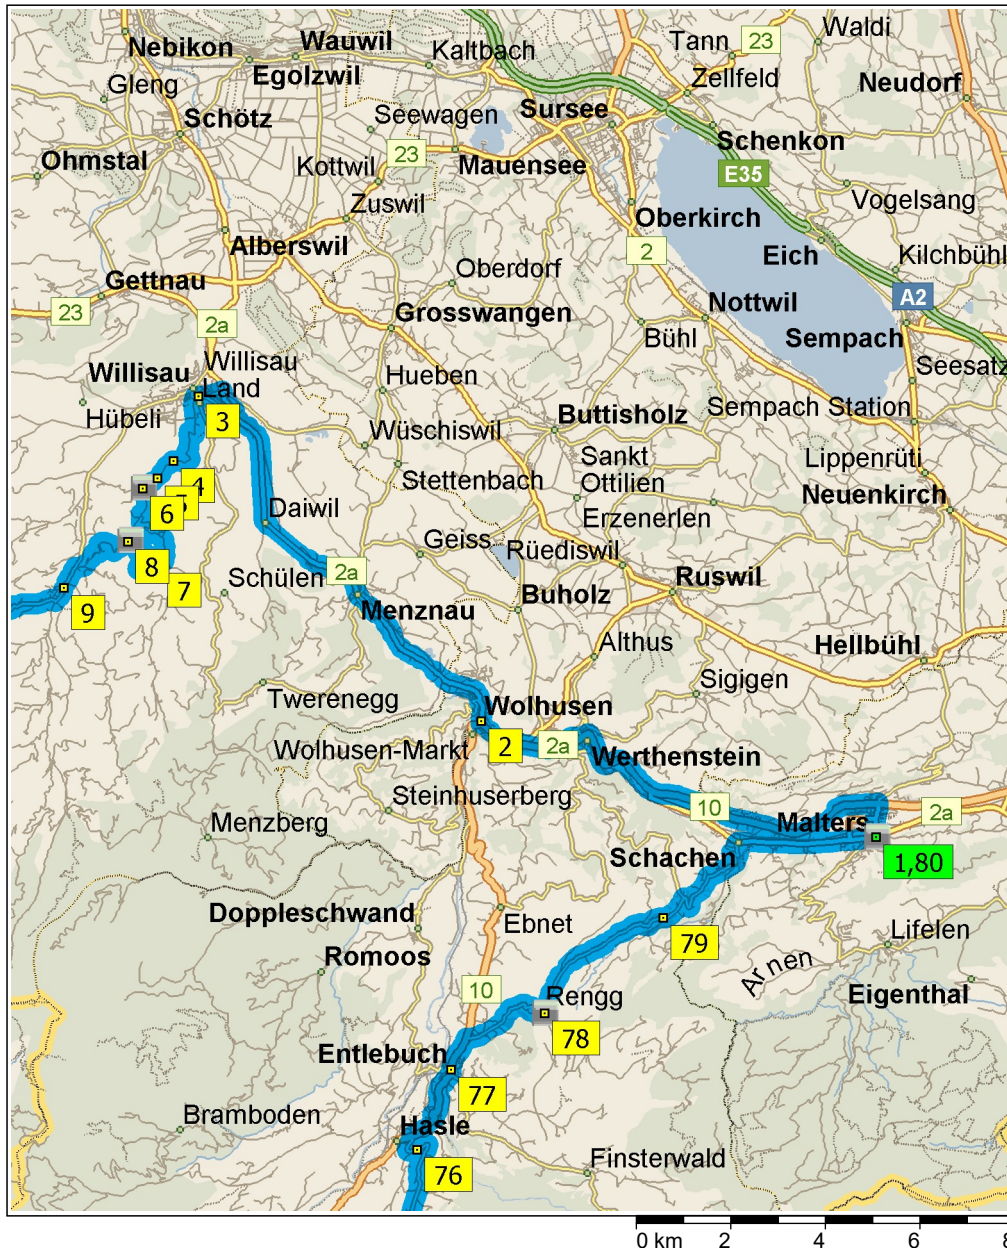 Waldi
Tann
23
Nebikon
Wauwil
Kaltbach
Egolzwil
Zellfeld
Gleng
Neudorf
Sursee
Schötz
Seewagen
Schenkon
Ohmstal
Kottwil
23
Mauensee
E35
Vogelsang
Zuswil
Oberkirch
Alberswil
2
Eich
Kilchbühl
Oberdorf
Gettnau
A2
23
Grosswangen
Nottwil
2a
Bühl
Sempach
Willisau
Willisau
Land
Seesatz
Hueben
Hübeli
3
Buttisholz
Sempach Station
Wüschiswil
Sankt
Ottilien
Lippenrüti
Stettenbach
4
5
6
Neuenkirch
Daiwil
Erzenerlen
Geiss
Rüediswil
8
7
Schülen
2a
Ruswil
9
Menznau
Buholz
Althus
Hellbühl
Sigigen
Twerenegg
Wolhusen
Wolhusen-Markt
2
2a
Werthenstein
Steinhuserberg
10
2a
Menzberg
Malters
Schachen
1,80
Doppleschwand
Ebnet
79
Lifelen
Romoos
Ar nen
10
Rengg
Eigenthal
78
Entlebuch
77
Bramboden
Hasle
Finsterwald
76
0 km 2 4 6 8